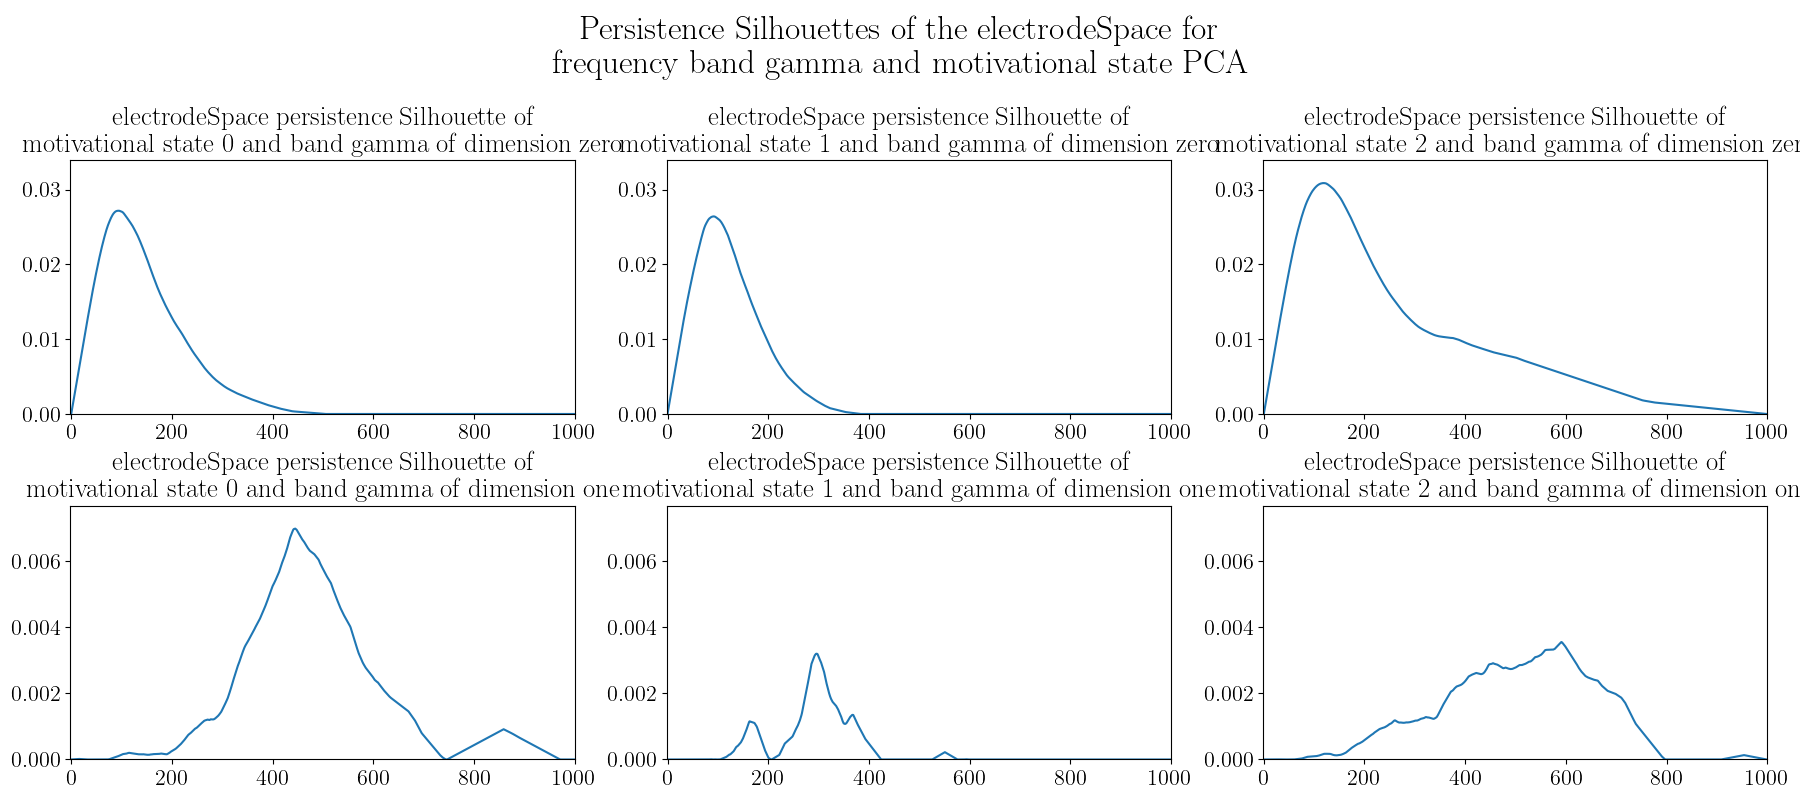 Persistence Silhouettes of the electrodeSpace for
frequency band gamma and motivational state PCA
electrodeSpace persistence Silhouette of
motivational state 0 and band gamma of dimension zero
electrodeSpace persistence Silhouette of
motivational state 1 and band gamma of dimension zero
electrodeSpace persistence Silhouette of
motivational state 2 and band gamma of dimension zer
0.03
0.02
0.01
0.00
0 200 400 600 800 1000
0.03
0.02
0.01
0.00
0 200 400 600 800 1000
0.03
0.02
0.01
0.00
0 200 400 600 800 1000
electrodeSpace persistence Silhouette of
motivational state 0 and band gamma of dimension one
electrodeSpace persistence Silhouette of
motivational state 1 and band gamma of dimension one
electrodeSpace persistence Silhouette of
motivational state 2 and band gamma of dimension on
0.006
0.004
0.002
0.000
0 200 400 600 800 1000
0.006
0.004
0.002
0.000
0 200 400 600 800 1000
0.006
0.004
0.002
0.000
0 200 400 600 800 1000